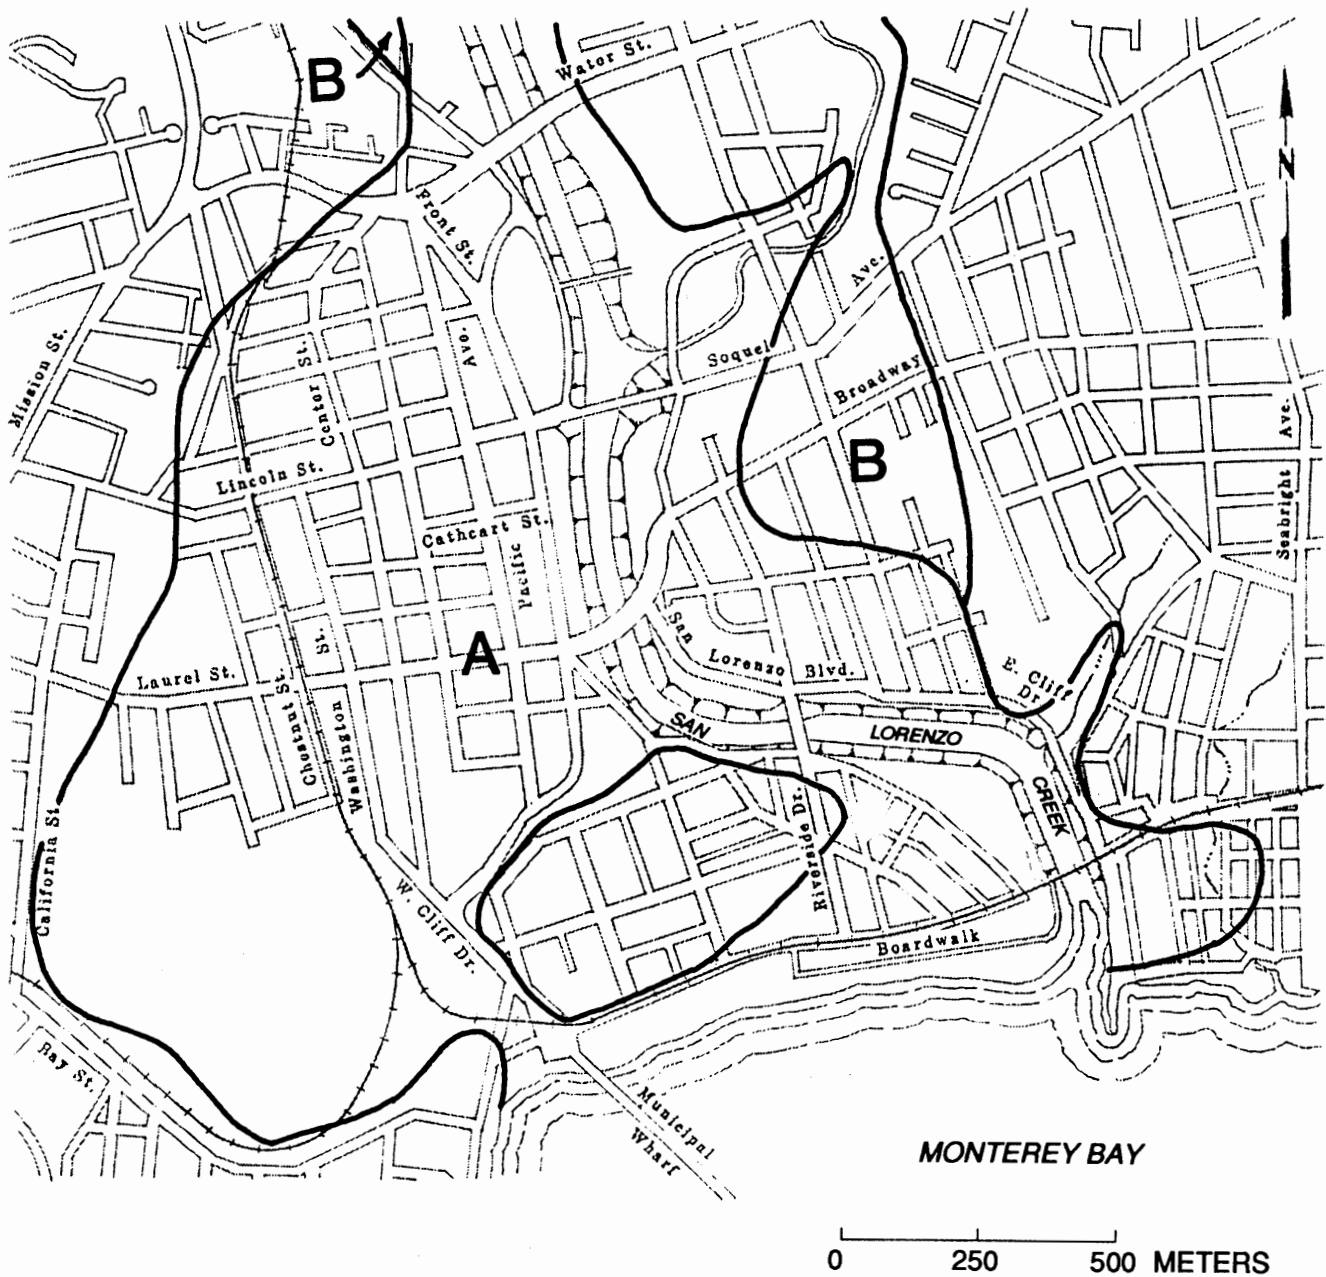 B
Water St.
N
Front St.
Ave.
Mission St.
Center St.
Ave.
Soquel
Broadway
Seabright Ave.
B
Lincoln St.
Cathcart St.
Pacific
A
San Lorenzo Blvd.
St.
Laurel St.
Chestnut St.
Washington
E. Cliff
Dr.
SAN LORENZO CREEK
California St.
Riverside Dr.
W. Cliff Dr.
Boardwalk
Bay St.
Municipal
Wharf
MONTEREY BAY
0 250 500 METERS